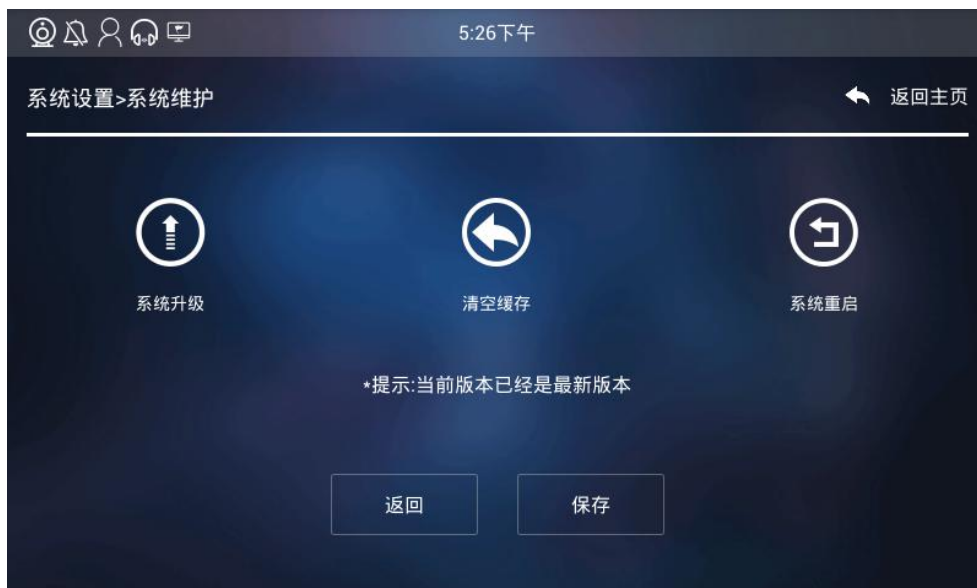 5:26下午
系统设置>系统维护
返回主页
系统升级
清空缓存
系统重启
*提示:当前版本已经是最新版本
返回
保存